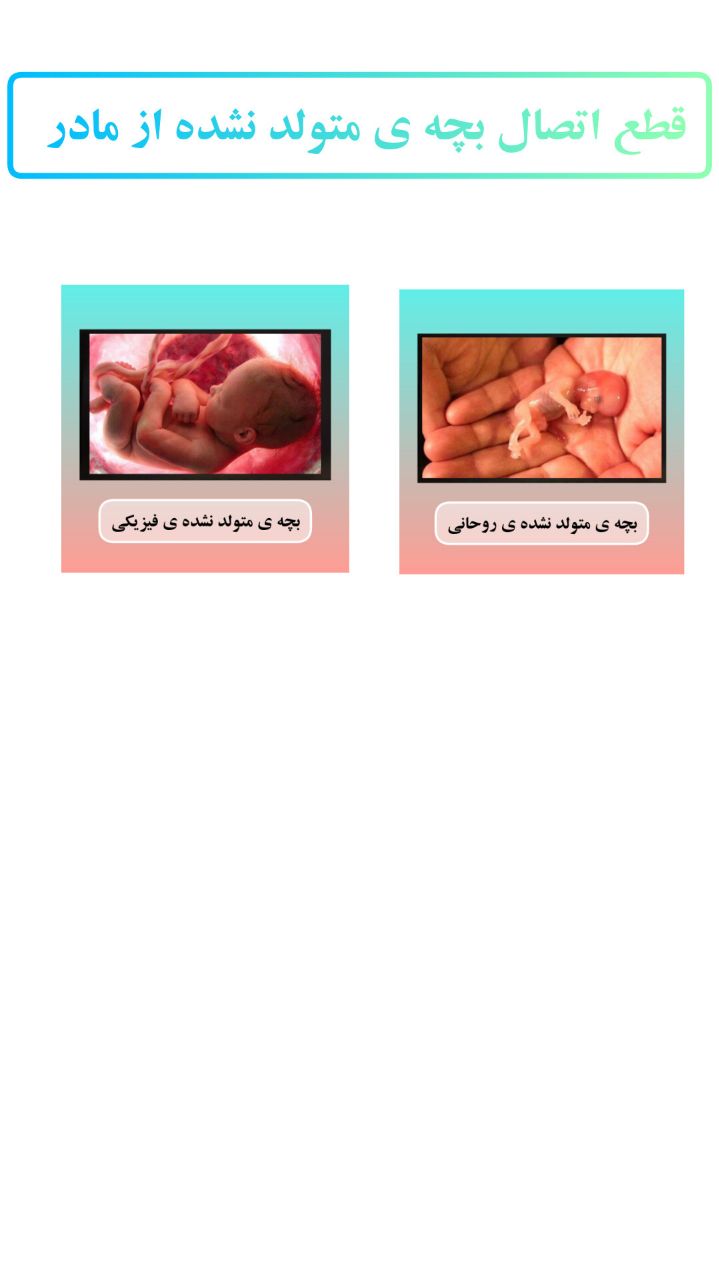 قطع اتصال بچه ی متولد نشده از مادر
بچه ی متولد نشده ی روحانی
بچه ی متولد نشده ی فیزیکی